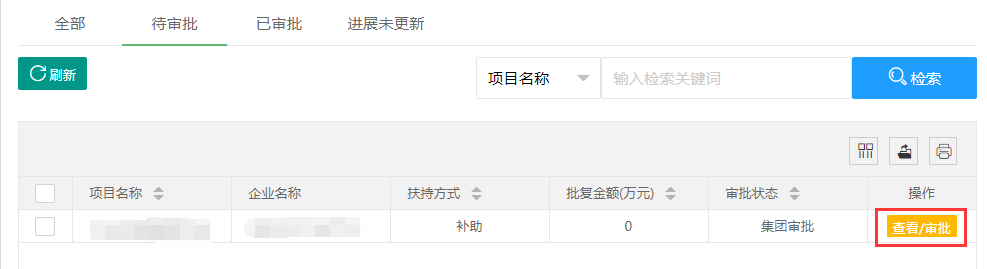 全部 待审批 已审批 进展未更新
刷新 项目名称 输入检索关键词 检索
项目名称 企业名称 扶持方式 批复金额(万元) 审批状态 操作
补助 0 集团审批 查看/审批